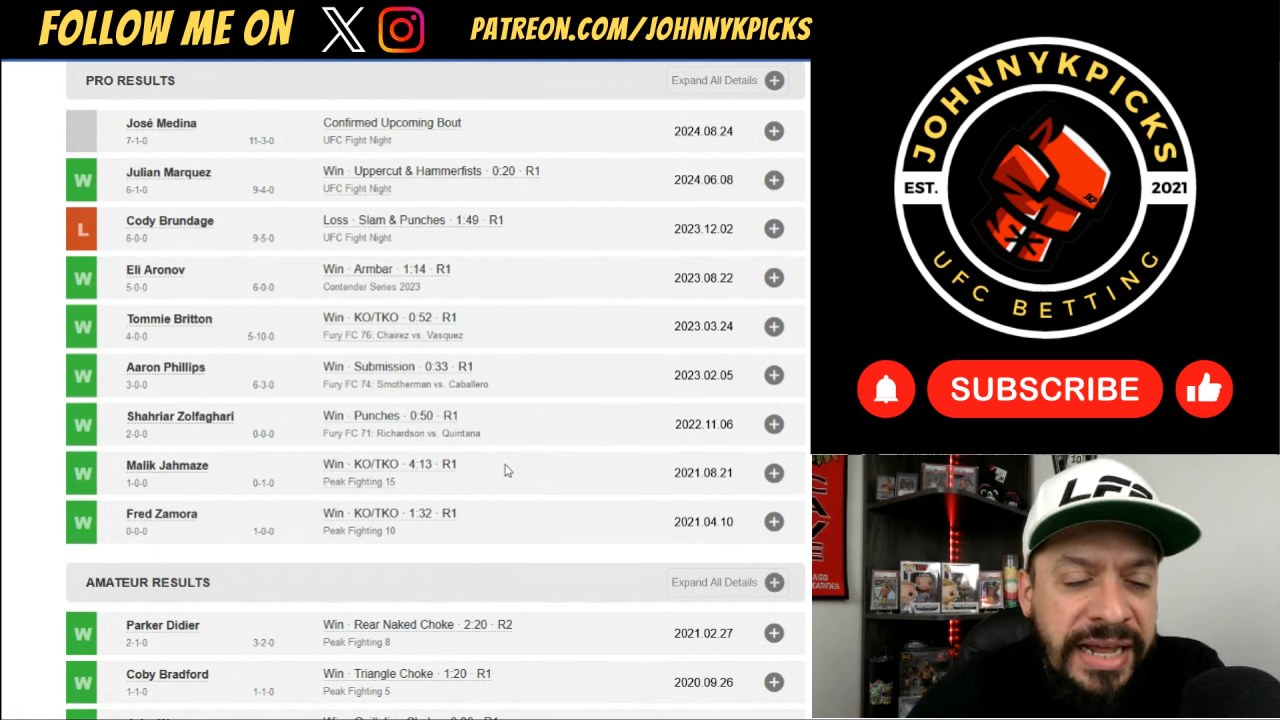 FOLLOW ME ON
PATREON.COM/JOHNNYKPICKS
PRO RESULTS
Expand All Details
José Medina
Confirmed Upcoming Bout
7-1-0
11-3-0
UFC Fight Night
2024.08.24
W
Julian Marquez
Win · Uppercut & Hammerfists · 0:20 · R1
6-1-0
9-4-0
UFC Fight Night
2024.06.08
L
Cody Brundage
Loss · Slam & Punches · 1:49 · R1
6-0-0
9-5-0
UFC Fight Night
2023.12.02
W
Eli Aronov
Win · Armbar · 1:14 · R1
5-0-0
6-0-0
Contender Series 2023
2023.08.22
W
Tommie Britton
Win · KO/TKO · 0:52 · R1
4-0-0
5-10-0
Fury FC 76: Chairez vs. Vasquez
2023.03.24
W
Aaron Phillips
Win · Submission · 0:33 · R1
3-0-0
6-3-0
Fury FC 74: Smotherman vs. Caballero
2023.02.05
W
Shahriar Zolfaghari
Win · Punches · 0:50 · R1
2-0-0
0-0-0
Fury FC 71: Richardson vs. Quintana
2022.11.06
W
Malik Jahmaze
Win · KO/TKO · 4:13 · R1
1-0-0
0-1-0
Peak Fighting 15
2021.08.21
W
Fred Zamora
Win · KO/TKO · 1:32 · R1
0-0-0
1-0-0
Peak Fighting 10
2021.04.10
AMATEUR RESULTS
Expand All Details
W
Parker Didier
Win · Rear Naked Choke · 2:20 · R2
2-1-0
3-2-0
Peak Fighting 8
2021.02.27
W
Coby Bradford
Win · Triangle Choke · 1:20 · R1
1-1-0
1-1-0
Peak Fighting 5
2020.09.26
JOHNNYKPICKS
EST.
2021
JKP
UFC BETTING
SUBSCRIBE
LFA